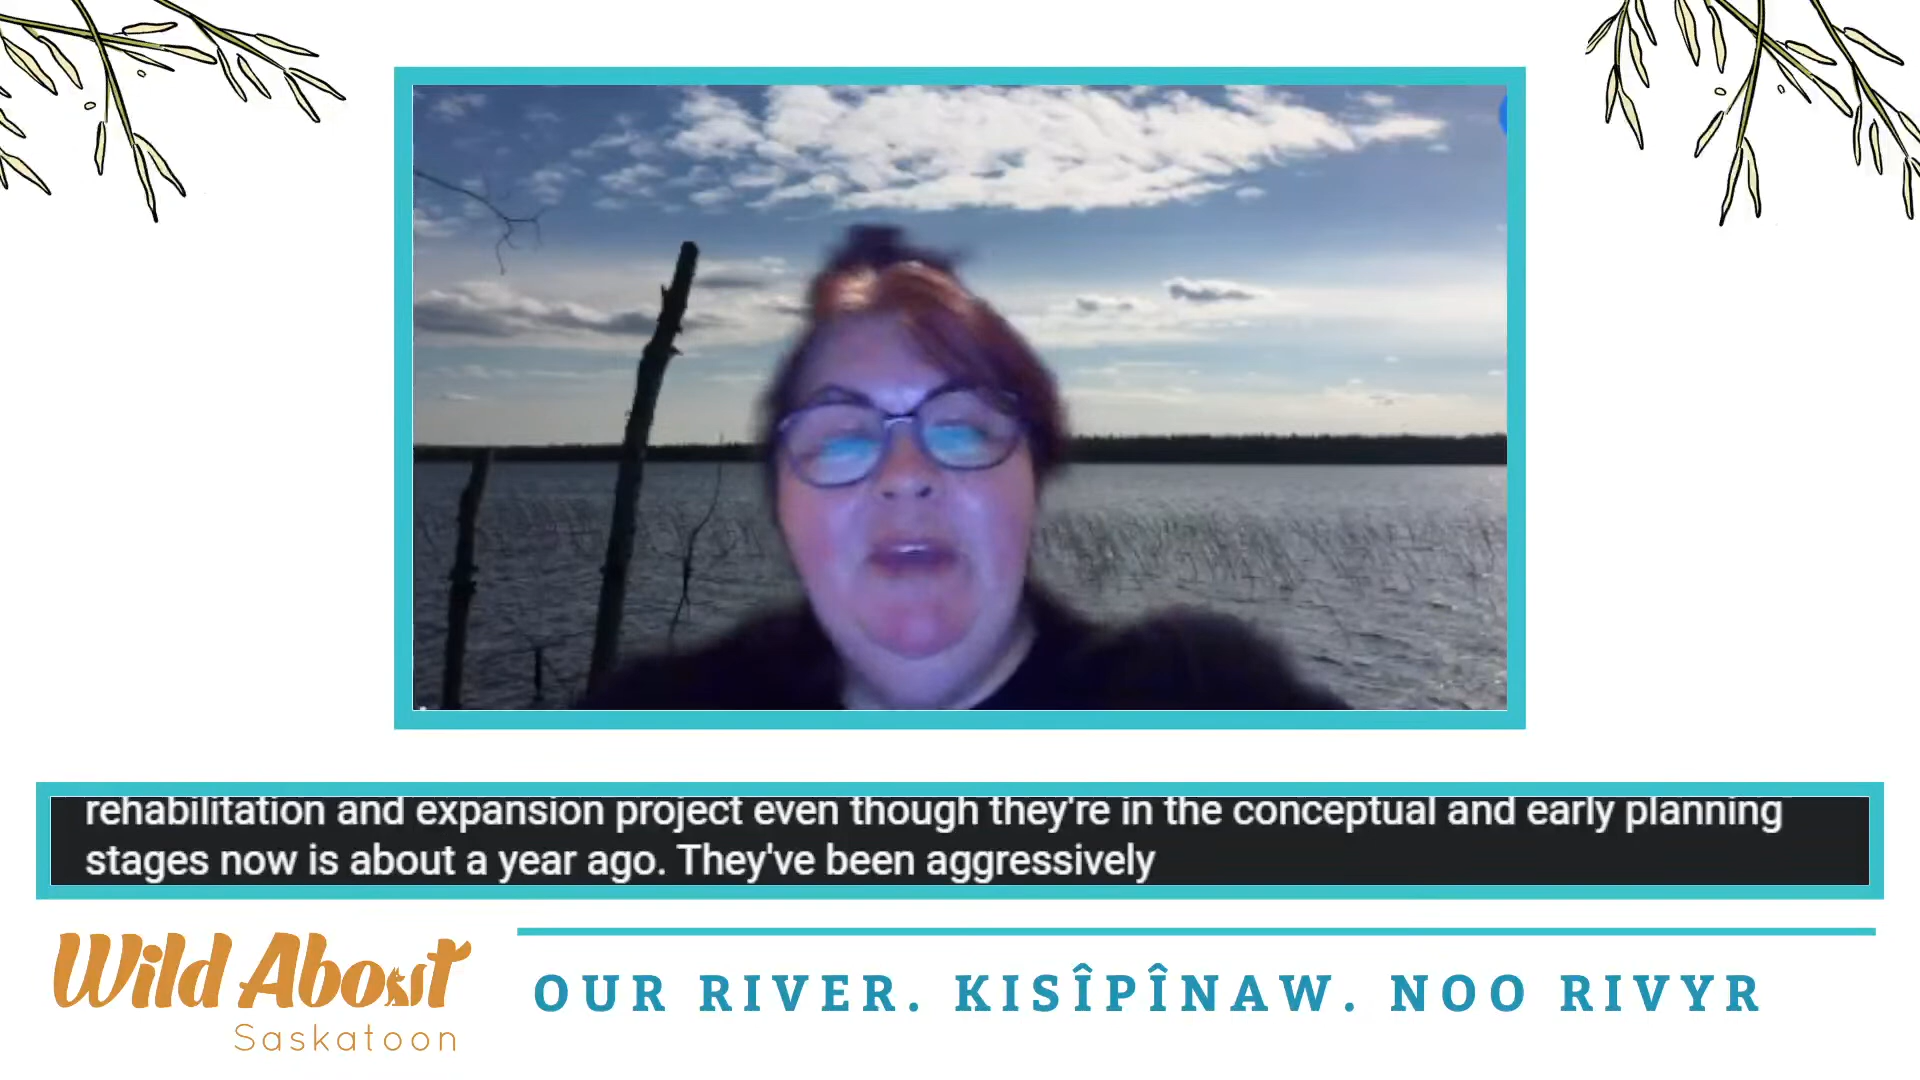 rehabilitation and expansion project even though they're in the conceptual and early planning
stages now is about a year ago. They've been aggressively
Wild About
Saskatoon
OUR RIVER. KISÎPÎNAW. NOO RIVYR